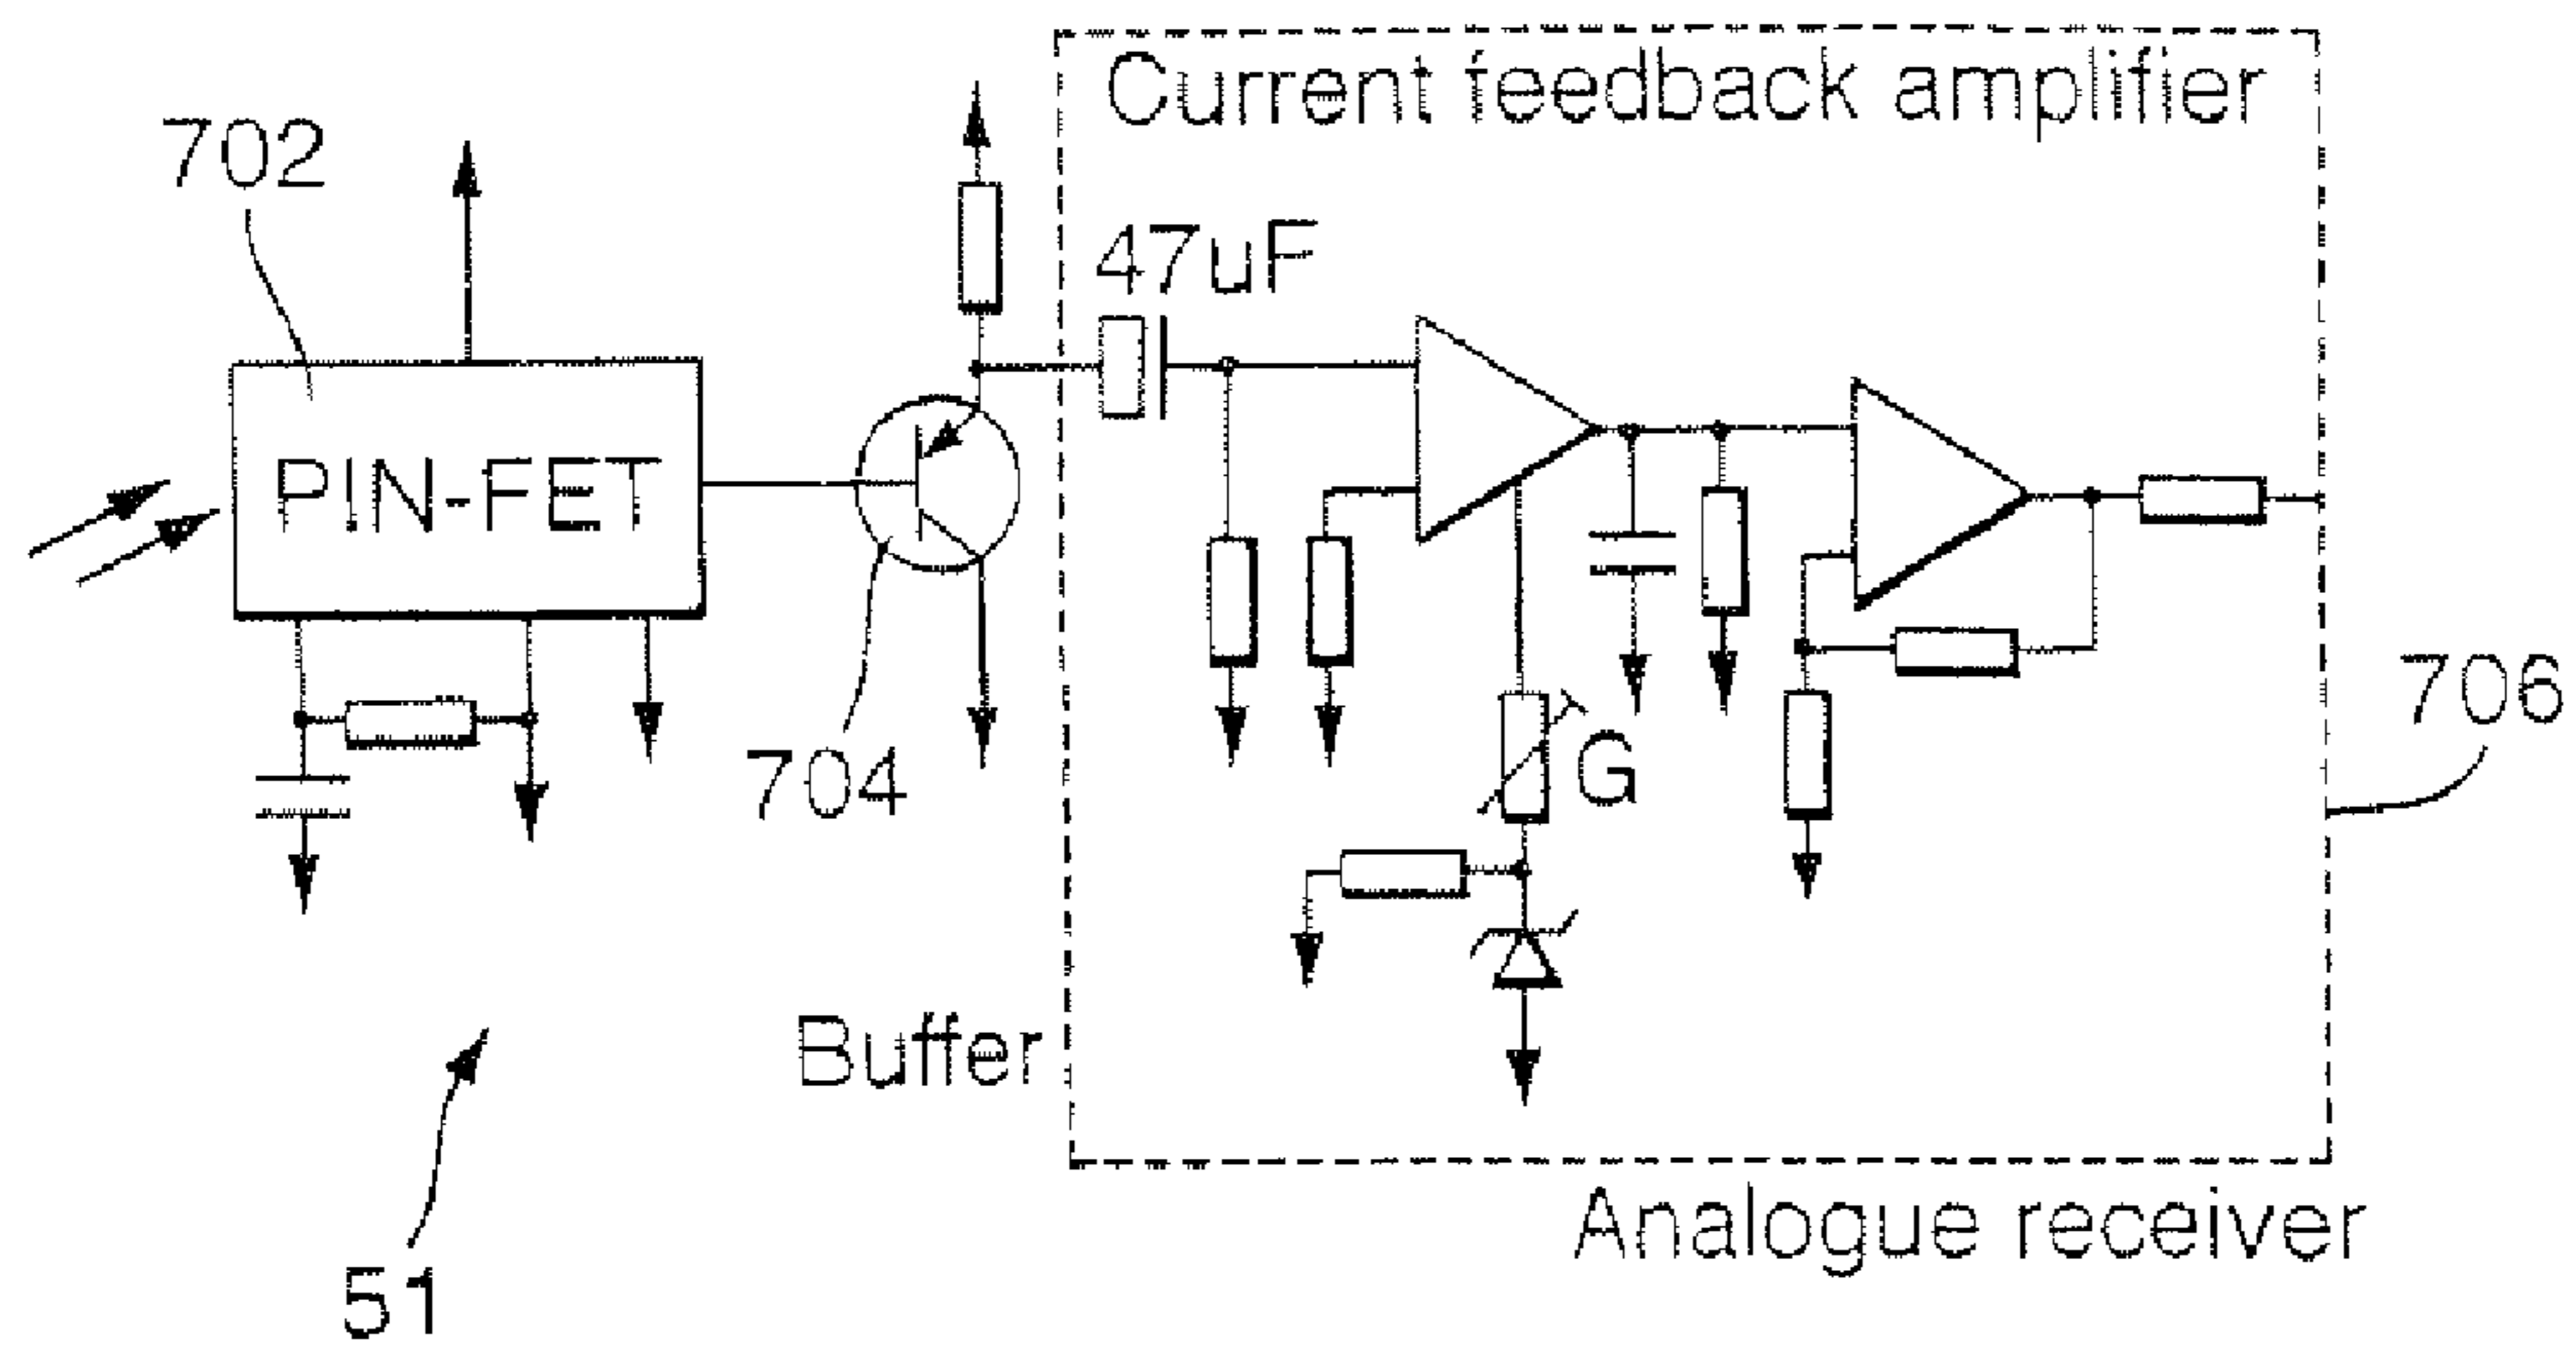 Current feedback amplifier
702
47uF
PIN-FET
706
704
G
Buffer
Analogue receiver
51